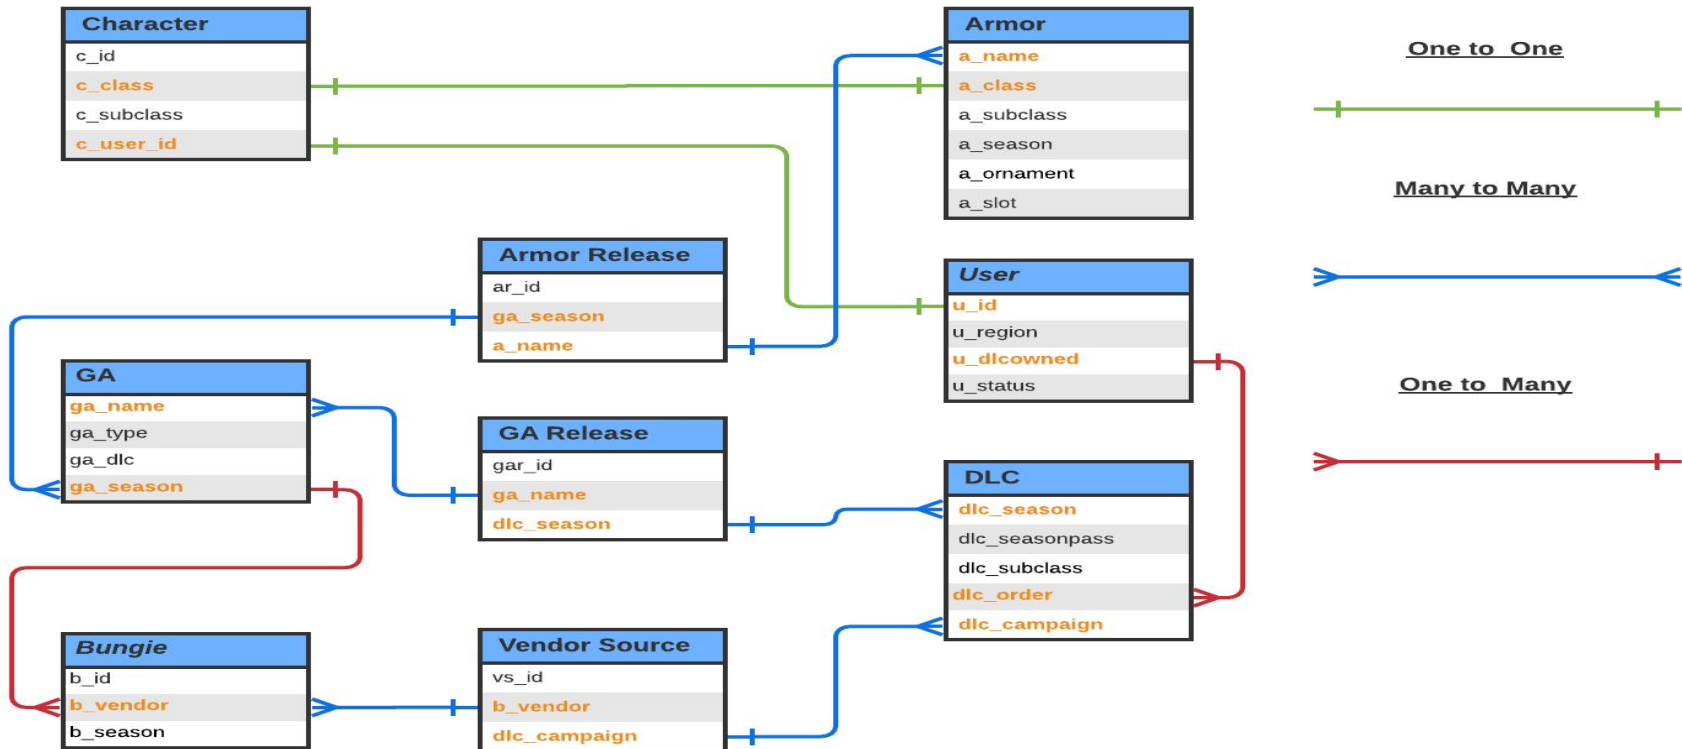 Character
c_id
c_class
c_subclass
c_user_id
Armor
a_name
a_class
a_subclass
a_season
a_ornament
a_slot
One to One
Many to Many
One to Many
Armor Release
ar_id
ga_season
a_name
User
u_id
u_region
u_dlcowned
u_status
GA
ga_name
ga_type
ga_dlc
ga_season
GA Release
gar_id
ga_name
dlc_season
DLC
dlc_season
dlc_seasonpass
dlc_subclass
dlc_order
dlc_campaign
Bungie
b_id
b_vendor
b_season
Vendor Source
vs_id
b_vendor
dlc_campaign